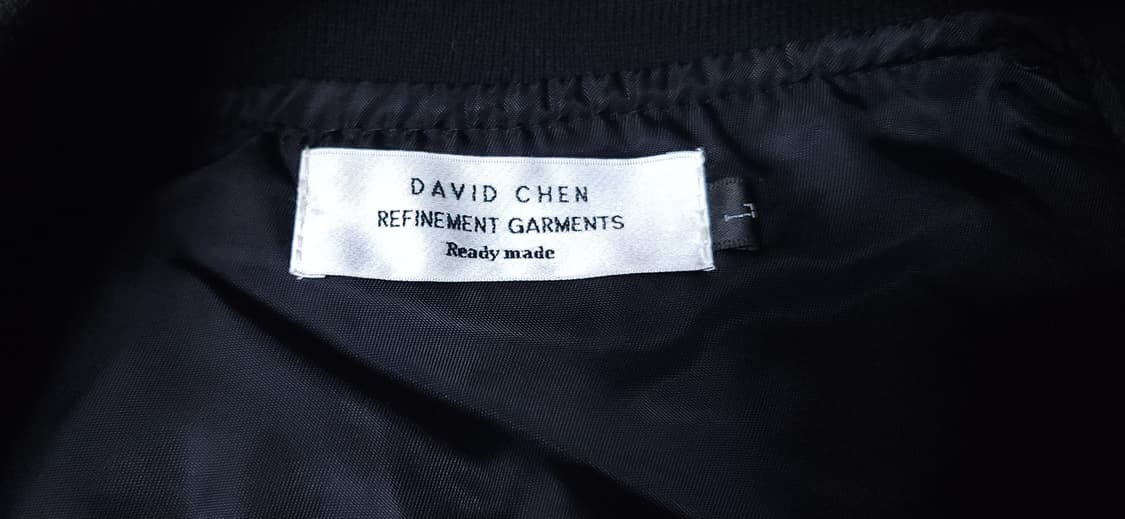 DAVID CHEN
REFINEMENT GARMENTS
Ready made
L